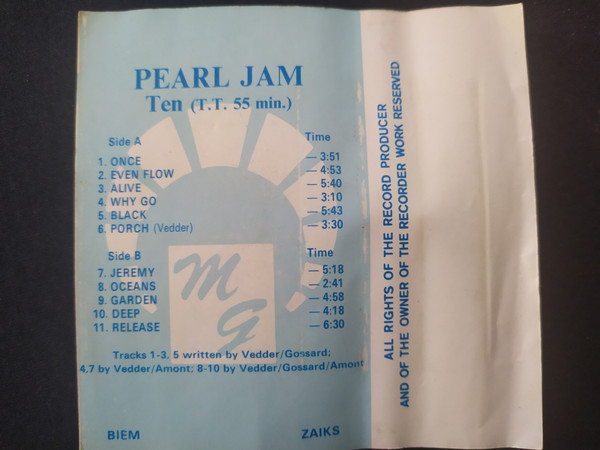 PEARL JAM
Ten (T.T. 55 min.)
Side A Time
1. ONCE — 3:51
2. EVEN FLOW — 4:53
3. ALIVE — 5:40
4. WHY GO — 3:10
5. BLACK — 5:43
6. PORCH (Vedder) — 3:30
Side B Time
7. JEREMY — 5:18
8. OCEANS — 2:41
9. GARDEN — 4:58
10. DEEP — 4:18
11. RELEASE — 6:30
MG
Tracks 1-3, 5 written by Vedder/Gossard;
4,7 by Vedder/Amont; 8-10 by Vedder/Gossard/Amont
BIEM ZAIKS
ALL RIGHTS OF THE RECORD PRODUCER
AND OF THE OWNER OF THE RECORDER WORK RESERVED